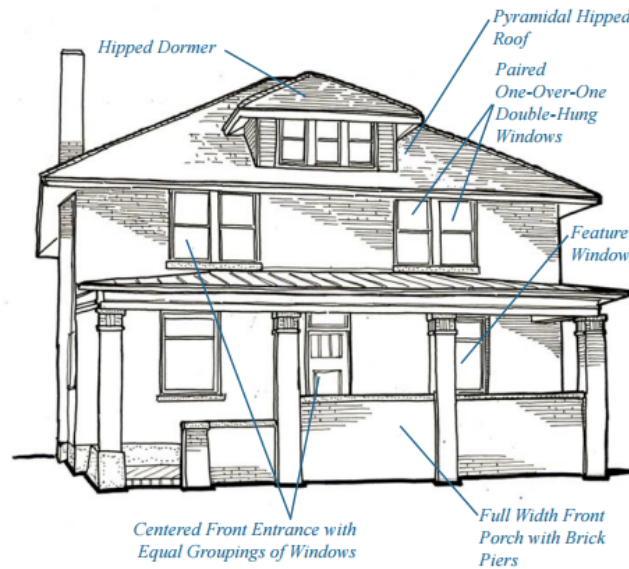 Hipped Dormer
Pyramidal Hipped
Roof
Paired
One-Over-One
Double-Hung
Windows
Feature
Window
Centered Front Entrance with
Equal Groupings of Windows
Full Width Front
Porch with Brick
Piers